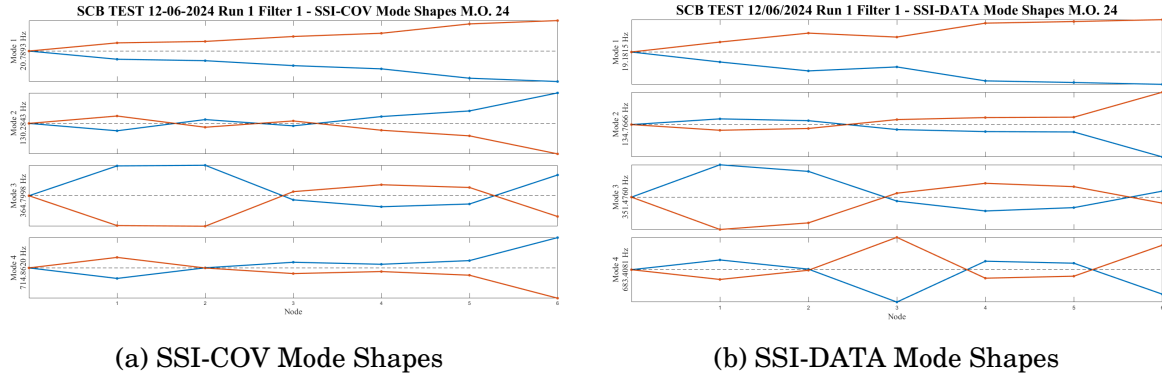 SCB TEST 12-06-2024 Run 1 Filter 1 - SSI-COV Mode Shapes M.O. 24
Mode 1
20.7893 Hz
Mode 2
130.2843 Hz
Mode 3
364.7998 Hz
Mode 4
714.8620 Hz
1 2 3 4 5 6
Node
(a) SSI-COV Mode Shapes
SCB TEST 12/06/2024 Run 1 Filter 1 - SSI-DATA Mode Shapes M.O. 24
Mode 1
19.1815 Hz
Mode 2
134.7666 Hz
Mode 3
351.4760 Hz
Mode 4
683.4081 Hz
1 2 3 4 5 6
Node
(b) SSI-DATA Mode Shapes